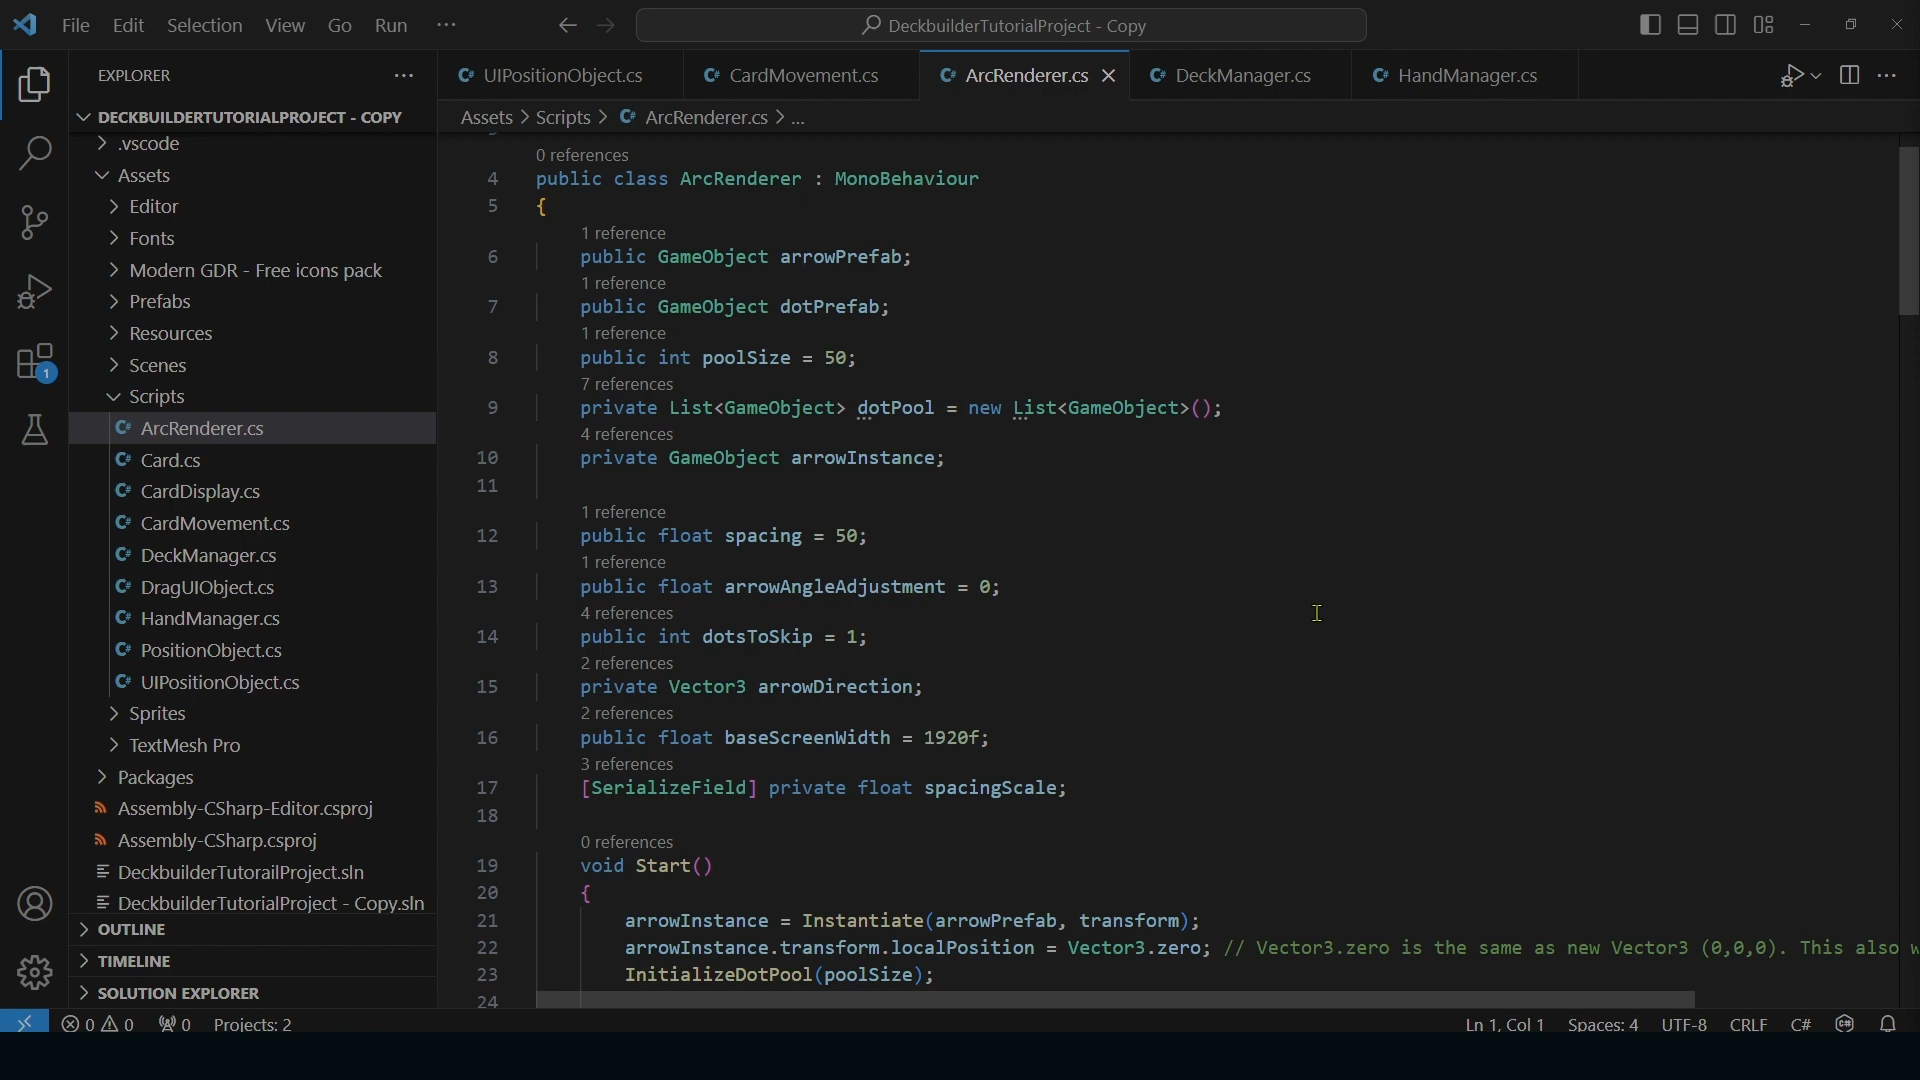 File Edit Selection View Go Run ···
DeckbuilderTutorialProject - Copy
EXPLORER
UIPositionObject.cs CardMovement.cs ArcRenderer.cs DeckManager.cs HandManager.cs
DECKBUILDERTUTORIALPROJECT - COPY
Assets > Scripts > ArcRenderer.cs > ...
.vscode
Assets
Editor
Fonts
Modern GDR - Free icons pack
Prefabs
Resources
Scenes
Scripts
ArcRenderer.cs
Card.cs
CardDisplay.cs
CardMovement.cs
DeckManager.cs
DragUIObject.cs
HandManager.cs
PositionObject.cs
UIPositionObject.cs
Sprites
TextMesh Pro
Packages
Assembly-CSharp-Editor.csproj
Assembly-CSharp.csproj
DeckbuilderTutorailProject.sln
DeckbuilderTutorialProject - Copy.sln
OUTLINE
TIMELINE
SOLUTION EXPLORER
1
0 references
4 public class ArcRenderer : MonoBehaviour
5 {
1 reference
6 public GameObject arrowPrefab;
1 reference
7 public GameObject dotPrefab;
1 reference
8 public int poolSize = 50;
7 references
9 private List<GameObject> dotPool = new List<GameObject>();
4 references
10 private GameObject arrowInstance;
11
1 reference
12 public float spacing = 50;
1 reference
13 public float arrowAngleAdjustment = 0;
4 references
14 public int dotsToSkip = 1;
2 references
15 private Vector3 arrowDirection;
2 references
16 public float baseScreenWidth = 1920f;
3 references
17 [SerializeField] private float spacingScale;
18
0 references
19 void Start()
20 {
21 arrowInstance = Instantiate(arrowPrefab, transform);
22 arrowInstance.transform.localPosition = Vector3.zero; // Vector3.zero is the same as new Vector3 (0,0,0). This also w
23 InitializeDotPool(poolSize);
24
0 0 0 Projects: 2 Ln 1, Col 1 Spaces: 4 UTF-8 CRLF C#